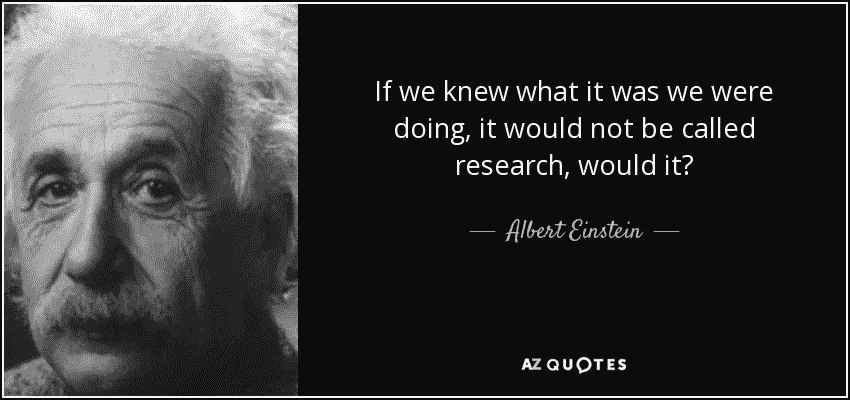 If we knew what it was we were
doing, it would not be called
research, would it?
Albert Einstein
AZ QUOTES